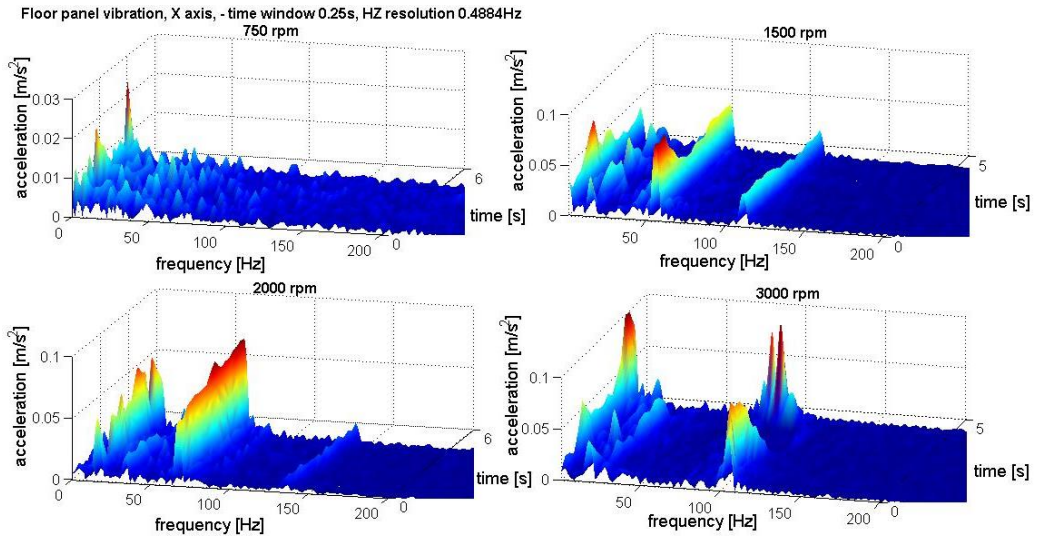 Floor panel vibration, X axis, - time window 0.25s, HZ resolution 0.4884Hz
750 rpm
acceleration [m/s²]
0.03
0.02
0.01
0
0
50
100
150
200
0
6
time [s]
frequency [Hz]
1500 rpm
acceleration [m/s²]
0.1
0.05
0
50
100
150
200
0
5
time [s]
frequency [Hz]
2000 rpm
acceleration [m/s²]
0.1
0.05
0
0
50
100
150
200
0
6
time [s]
frequency [Hz]
3000 rpm
acceleration [m/s²]
0.1
0.05
0
50
100
150
200
0
5
time [s]
frequency [Hz]